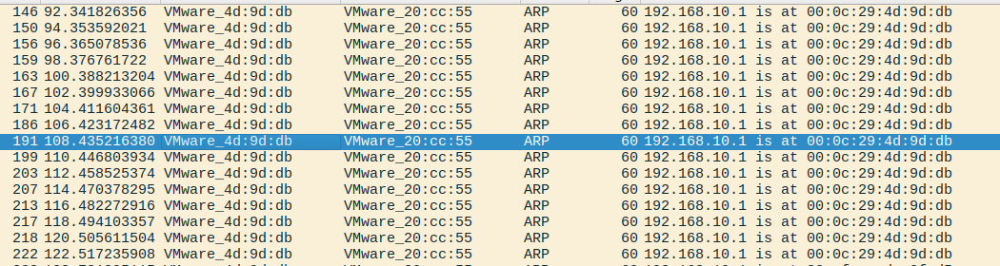 146 92.341826356 VMware_4d:9d:db VMware_20:cc:55 ARP 60 192.168.10.1 is at 00:0c:29:4d:9d:db
150 94.353592021 VMware_4d:9d:db VMware_20:cc:55 ARP 60 192.168.10.1 is at 00:0c:29:4d:9d:db
156 96.365078536 VMware_4d:9d:db VMware_20:cc:55 ARP 60 192.168.10.1 is at 00:0c:29:4d:9d:db
159 98.376761722 VMware_4d:9d:db VMware_20:cc:55 ARP 60 192.168.10.1 is at 00:0c:29:4d:9d:db
163 100.388213204 VMware_4d:9d:db VMware_20:cc:55 ARP 60 192.168.10.1 is at 00:0c:29:4d:9d:db
167 102.399933066 VMware_4d:9d:db VMware_20:cc:55 ARP 60 192.168.10.1 is at 00:0c:29:4d:9d:db
171 104.411604361 VMware_4d:9d:db VMware_20:cc:55 ARP 60 192.168.10.1 is at 00:0c:29:4d:9d:db
186 106.423172482 VMware_4d:9d:db VMware_20:cc:55 ARP 60 192.168.10.1 is at 00:0c:29:4d:9d:db
191 108.435216380 VMware_4d:9d:db VMware_20:cc:55 ARP 60 192.168.10.1 is at 00:0c:29:4d:9d:db
199 110.446803934 VMware_4d:9d:db VMware_20:cc:55 ARP 60 192.168.10.1 is at 00:0c:29:4d:9d:db
203 112.458525374 VMware_4d:9d:db VMware_20:cc:55 ARP 60 192.168.10.1 is at 00:0c:29:4d:9d:db
207 114.470378295 VMware_4d:9d:db VMware_20:cc:55 ARP 60 192.168.10.1 is at 00:0c:29:4d:9d:db
213 116.482272916 VMware_4d:9d:db VMware_20:cc:55 ARP 60 192.168.10.1 is at 00:0c:29:4d:9d:db
217 118.494103357 VMware_4d:9d:db VMware_20:cc:55 ARP 60 192.168.10.1 is at 00:0c:29:4d:9d:db
218 120.505611504 VMware_4d:9d:db VMware_20:cc:55 ARP 60 192.168.10.1 is at 00:0c:29:4d:9d:db
222 122.517236501 VMware_4d:9d:db VMware_20:cc:55 ARP 60 192.168.10.1 is at 00:0c:29:4d:9d:db